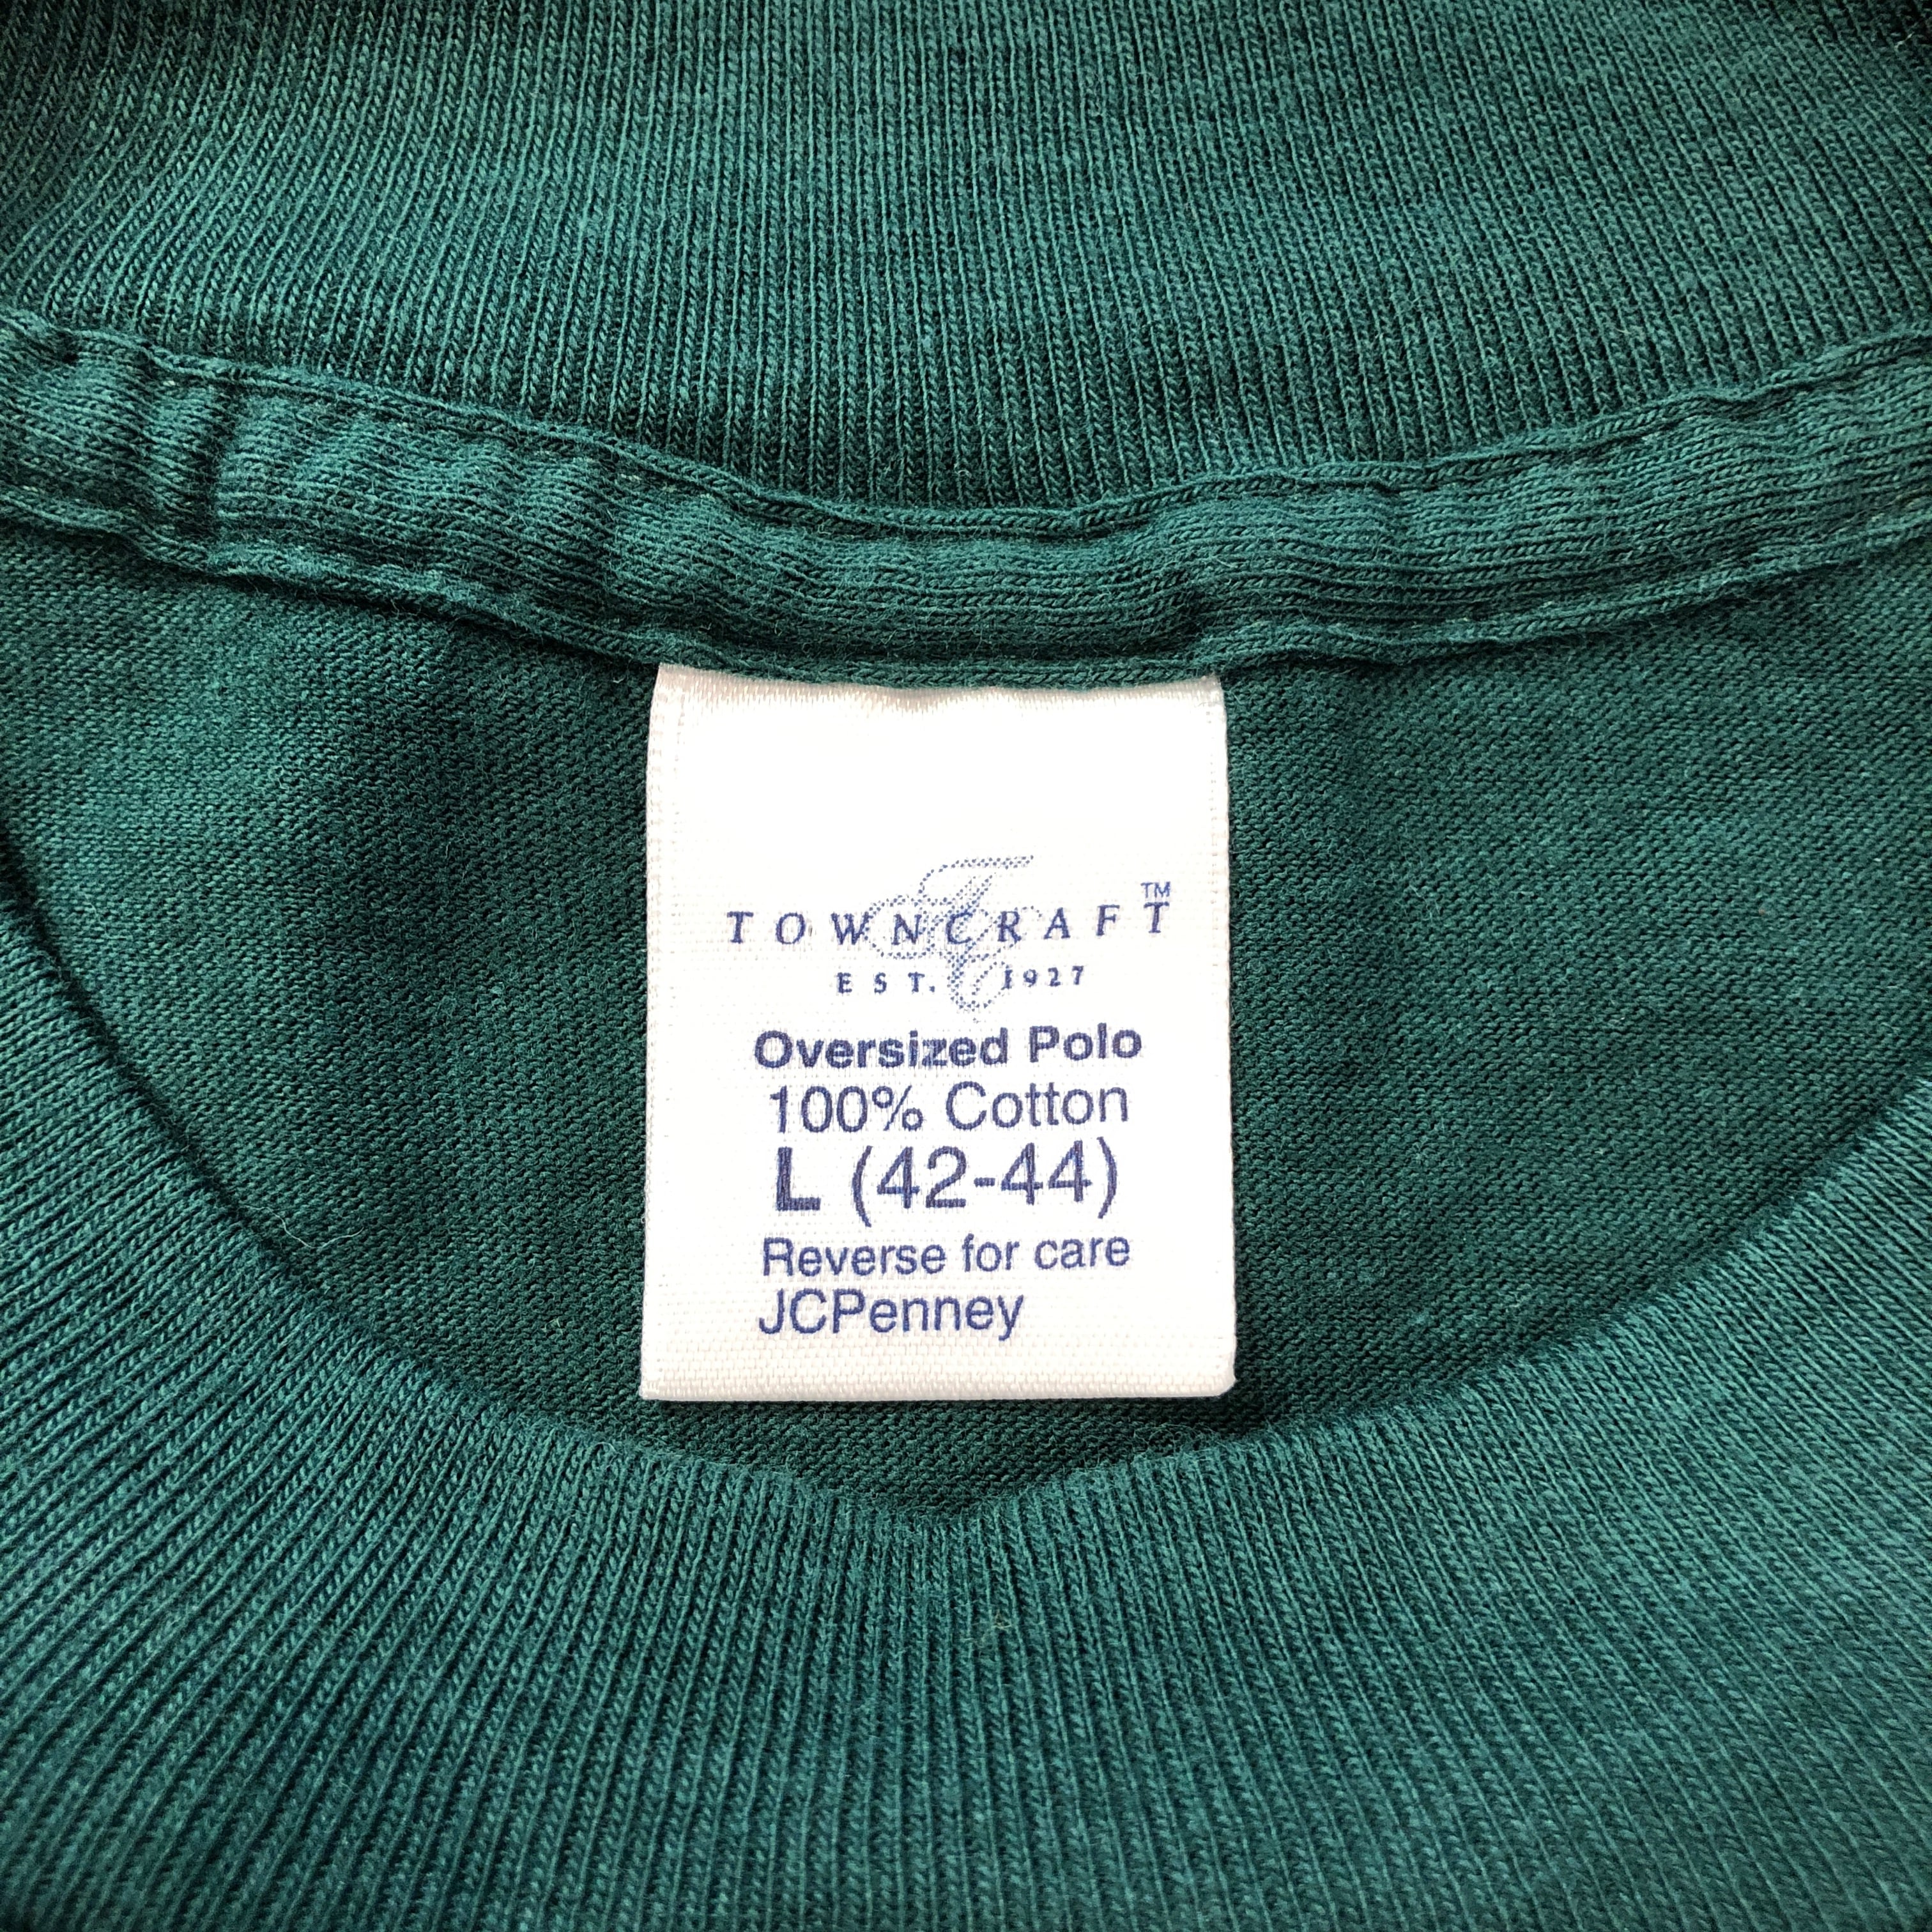 TOWNCRAFT™
EST. 1927
Oversized Polo
100% Cotton
L (42-44)
Reverse for care
JCPenney